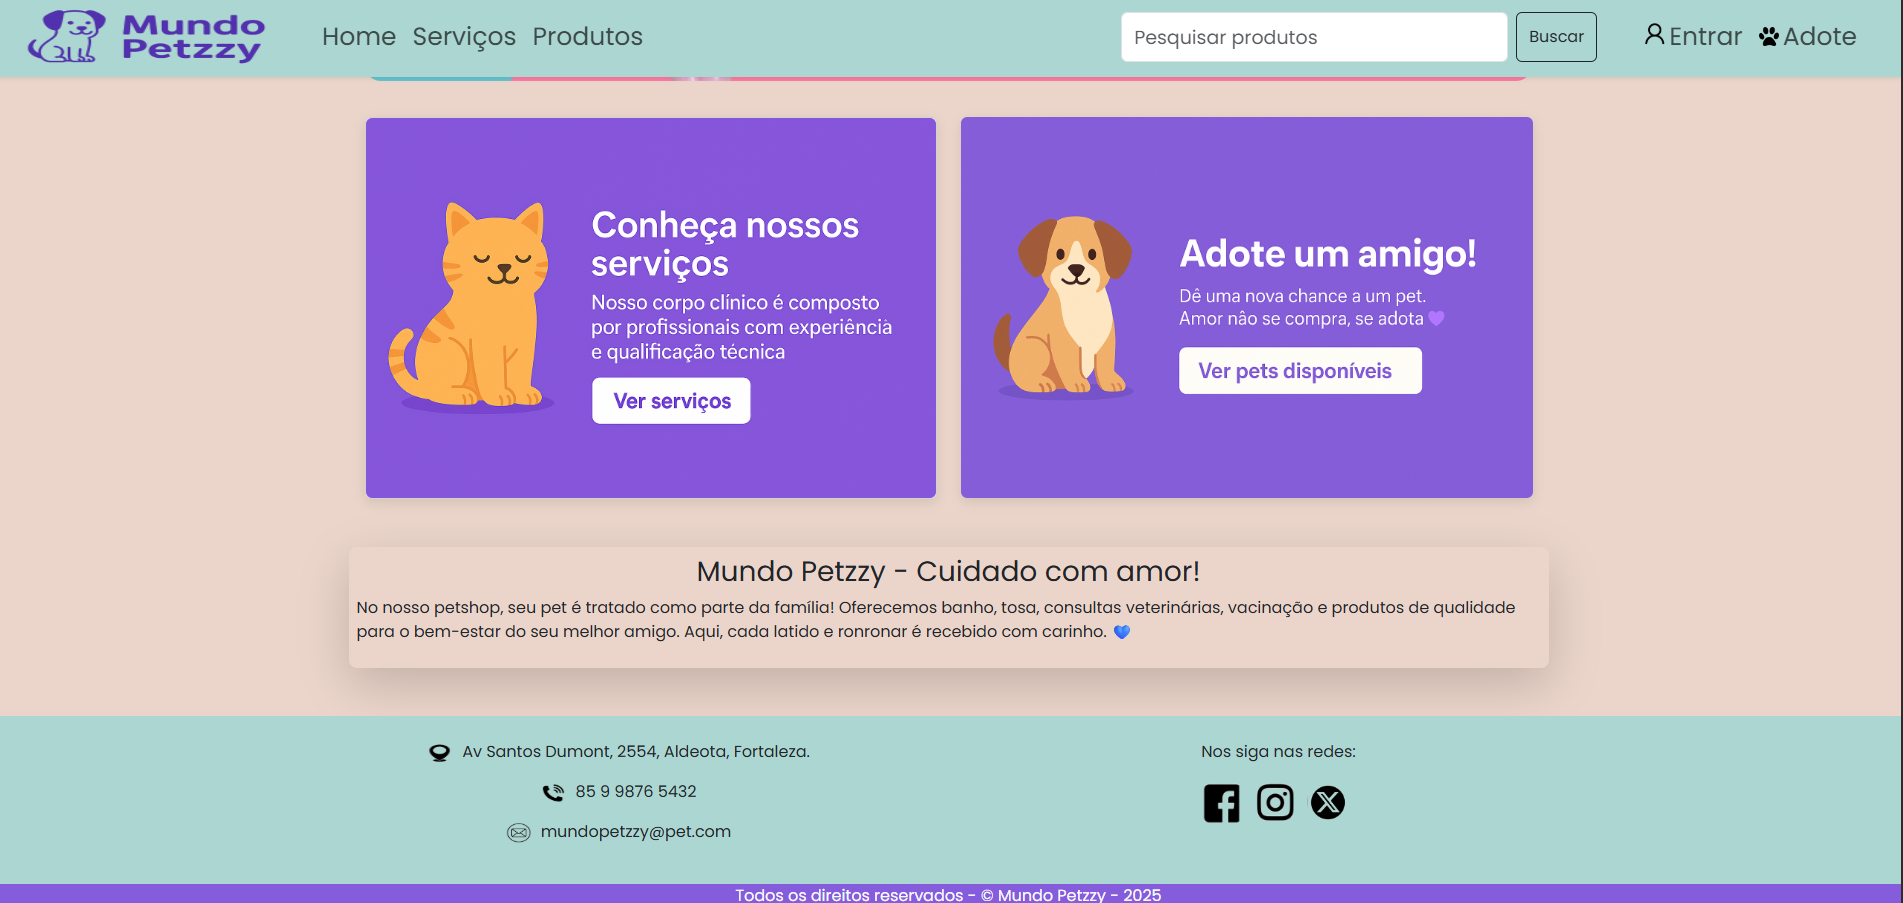 Mundo
Petzzy
Home Serviços Produtos
Pesquisar produtos
Buscar
Entrar
Adote
Conheça nossos
serviços
Nosso corpo clínico é composto
por profissionais com experiência
e qualificação técnica
Ver serviços
Adote um amigo!
Dê uma nova chance a um pet.
Amor nâo se compra, se adota 💜
Ver pets disponíveis
Mundo Petzzy - Cuidado com amor!
No nosso petshop, seu pet é tratado como parte da família! Oferecemos banho, tosa, consultas veterinárias, vacinação e produtos de qualidade
para o bem-estar do seu melhor amigo. Aqui, cada latido e ronronar é recebido com carinho. 💙
Av Santos Dumont, 2554, Aldeota, Fortaleza.
85 9 9876 5432
mundopetzzy@pet.com
Nos siga nas redes:
Todos os direitos reservados - © Mundo Petzzy - 2025